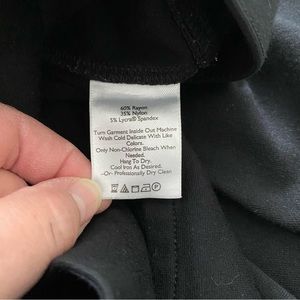 60% Rayon
35% Nylon
5% Lycra® Spandex
Turn Garment Inside Out Machine
Wash Cold Delicate With Like
Colors.
Only Non-Chlorine Bleach When
Needed.
Hang To Dry.
Cool Iron As Desired.
-Or- Professionally Dry Clean
P